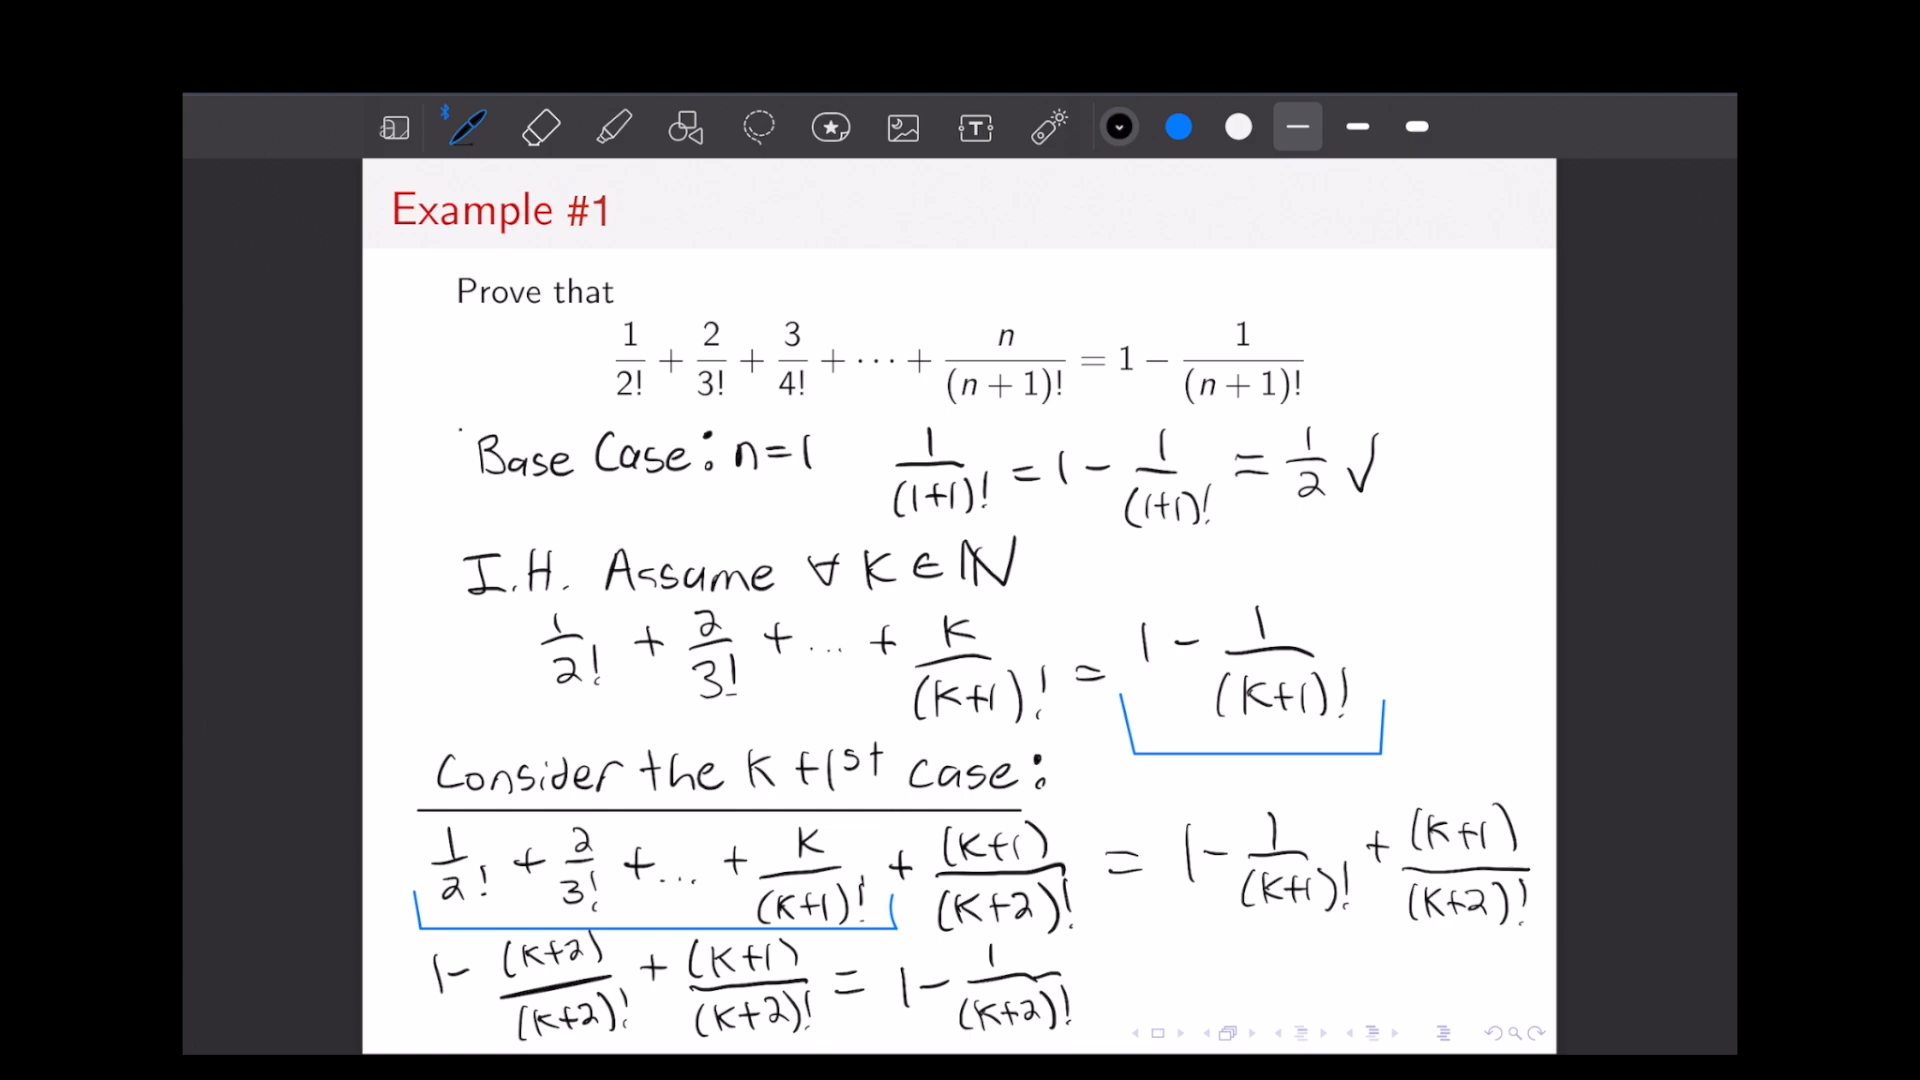 Example #1
Prove that
1/2! + 2/3! + 3/4! + ··· + n/(n + 1)! = 1 − 1/(n + 1)!
Base Case: n=1 1/(1+1)! = 1 - 1/(1+1)! = 1/2 √
I.H. Assume ∀ K ∈ ℕ
1/2! + 2/3! + ... + K/(K+1)! = 1 - 1/(K+1)!
Consider the K+1st case:
1/2! + 2/3! + ... + K/(K+1)! + (K+1)/(K+2)! = 1 - 1/(K+1)! + (K+1)/(K+2)!
1 - (K+2)/(K+2)! + (K+1)/(K+2)! = 1 - 1/(K+2)!